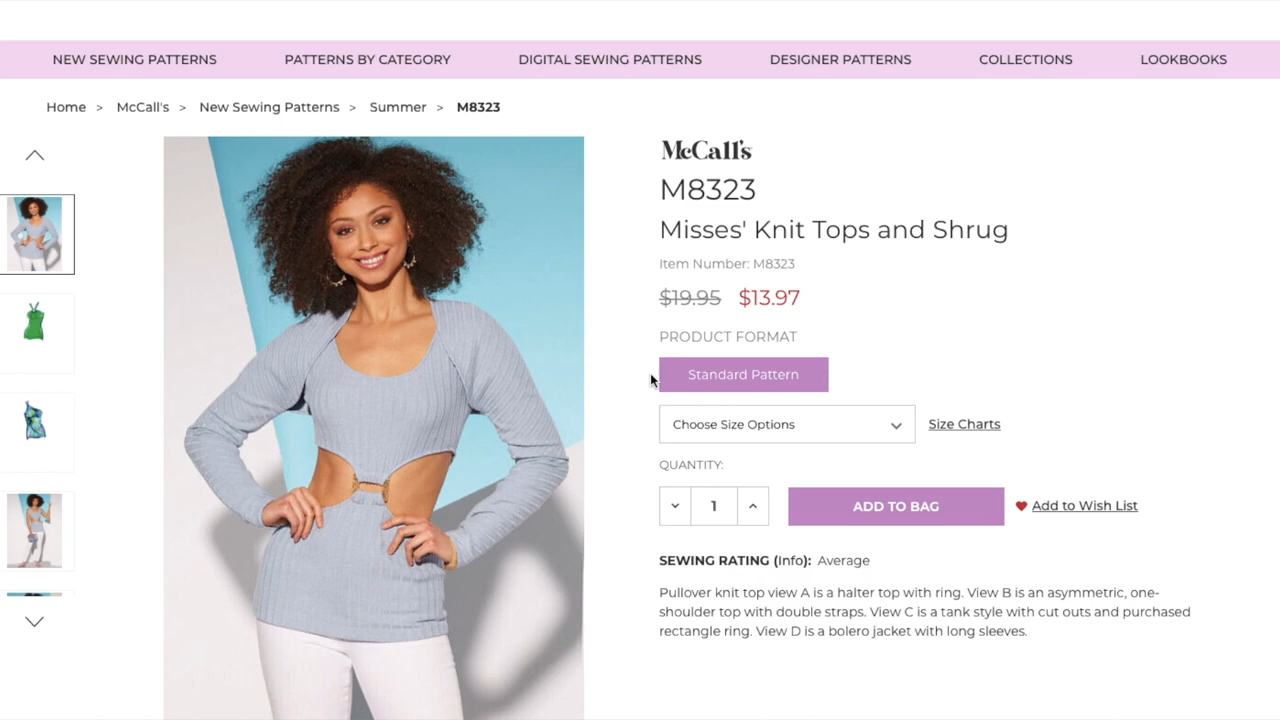 NEW SEWING PATTERNS PATTERNS BY CATEGORY DIGITAL SEWING PATTERNS DESIGNER PATTERNS COLLECTIONS LOOKBOOKS
Home > McCall's > New Sewing Patterns > Summer > M8323
McCall's
M8323
Misses' Knit Tops and Shrug
Item Number: M8323
$19.95 $13.97
PRODUCT FORMAT
Standard Pattern
Choose Size Options Size Charts
QUANTITY:
1 ADD TO BAG Add to Wish List
SEWING RATING (Info): Average
Pullover knit top view A is a halter top with ring. View B is an asymmetric, one-
shoulder top with double straps. View C is a tank style with cut outs and purchased
rectangle ring. View D is a bolero jacket with long sleeves.